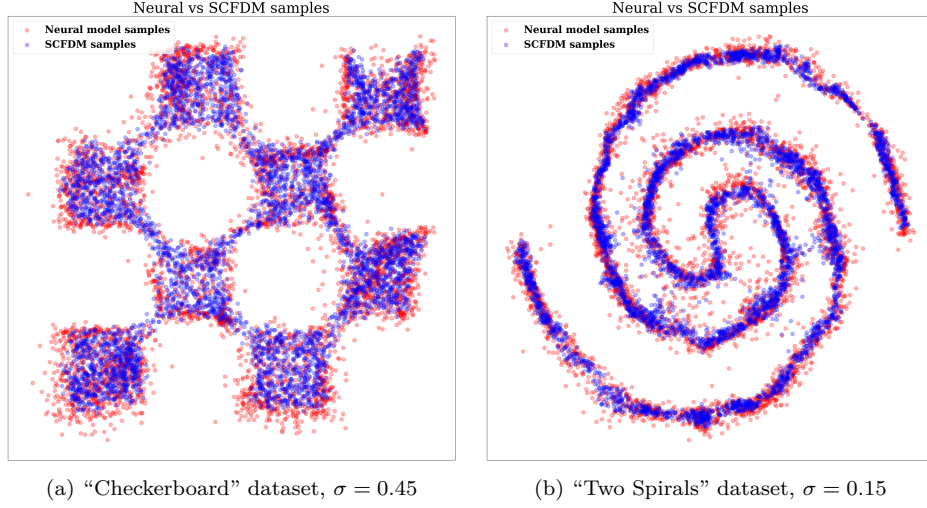 Neural vs SCFDM samples
Neural model samples
SCFDM samples
(a) “Checkerboard” dataset, σ = 0.45
Neural vs SCFDM samples
Neural model samples
SCFDM samples
(b) “Two Spirals” dataset, σ = 0.15